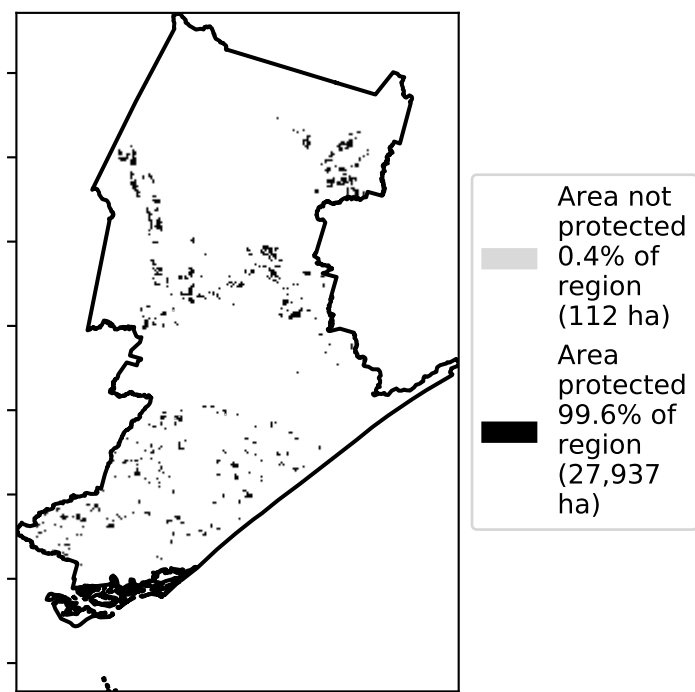 Area not
protected
0.4% of
region
(112 ha)
Area
protected
99.6% of
region
(27,937
ha)